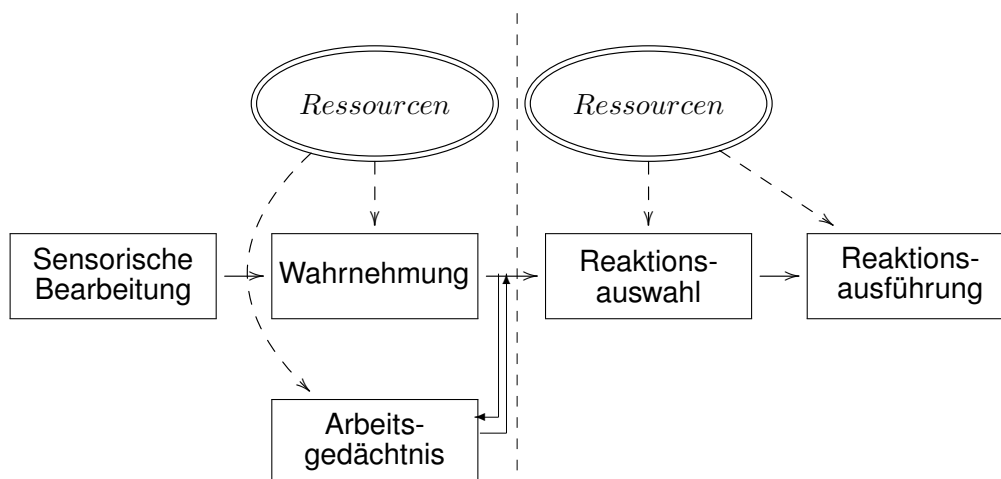 Ressourcen
Ressourcen
Sensorische
Bearbeitung
Wahrnehmung
Reaktions-
auswahl
Reaktions-
ausführung
Arbeits-
gedächtnis